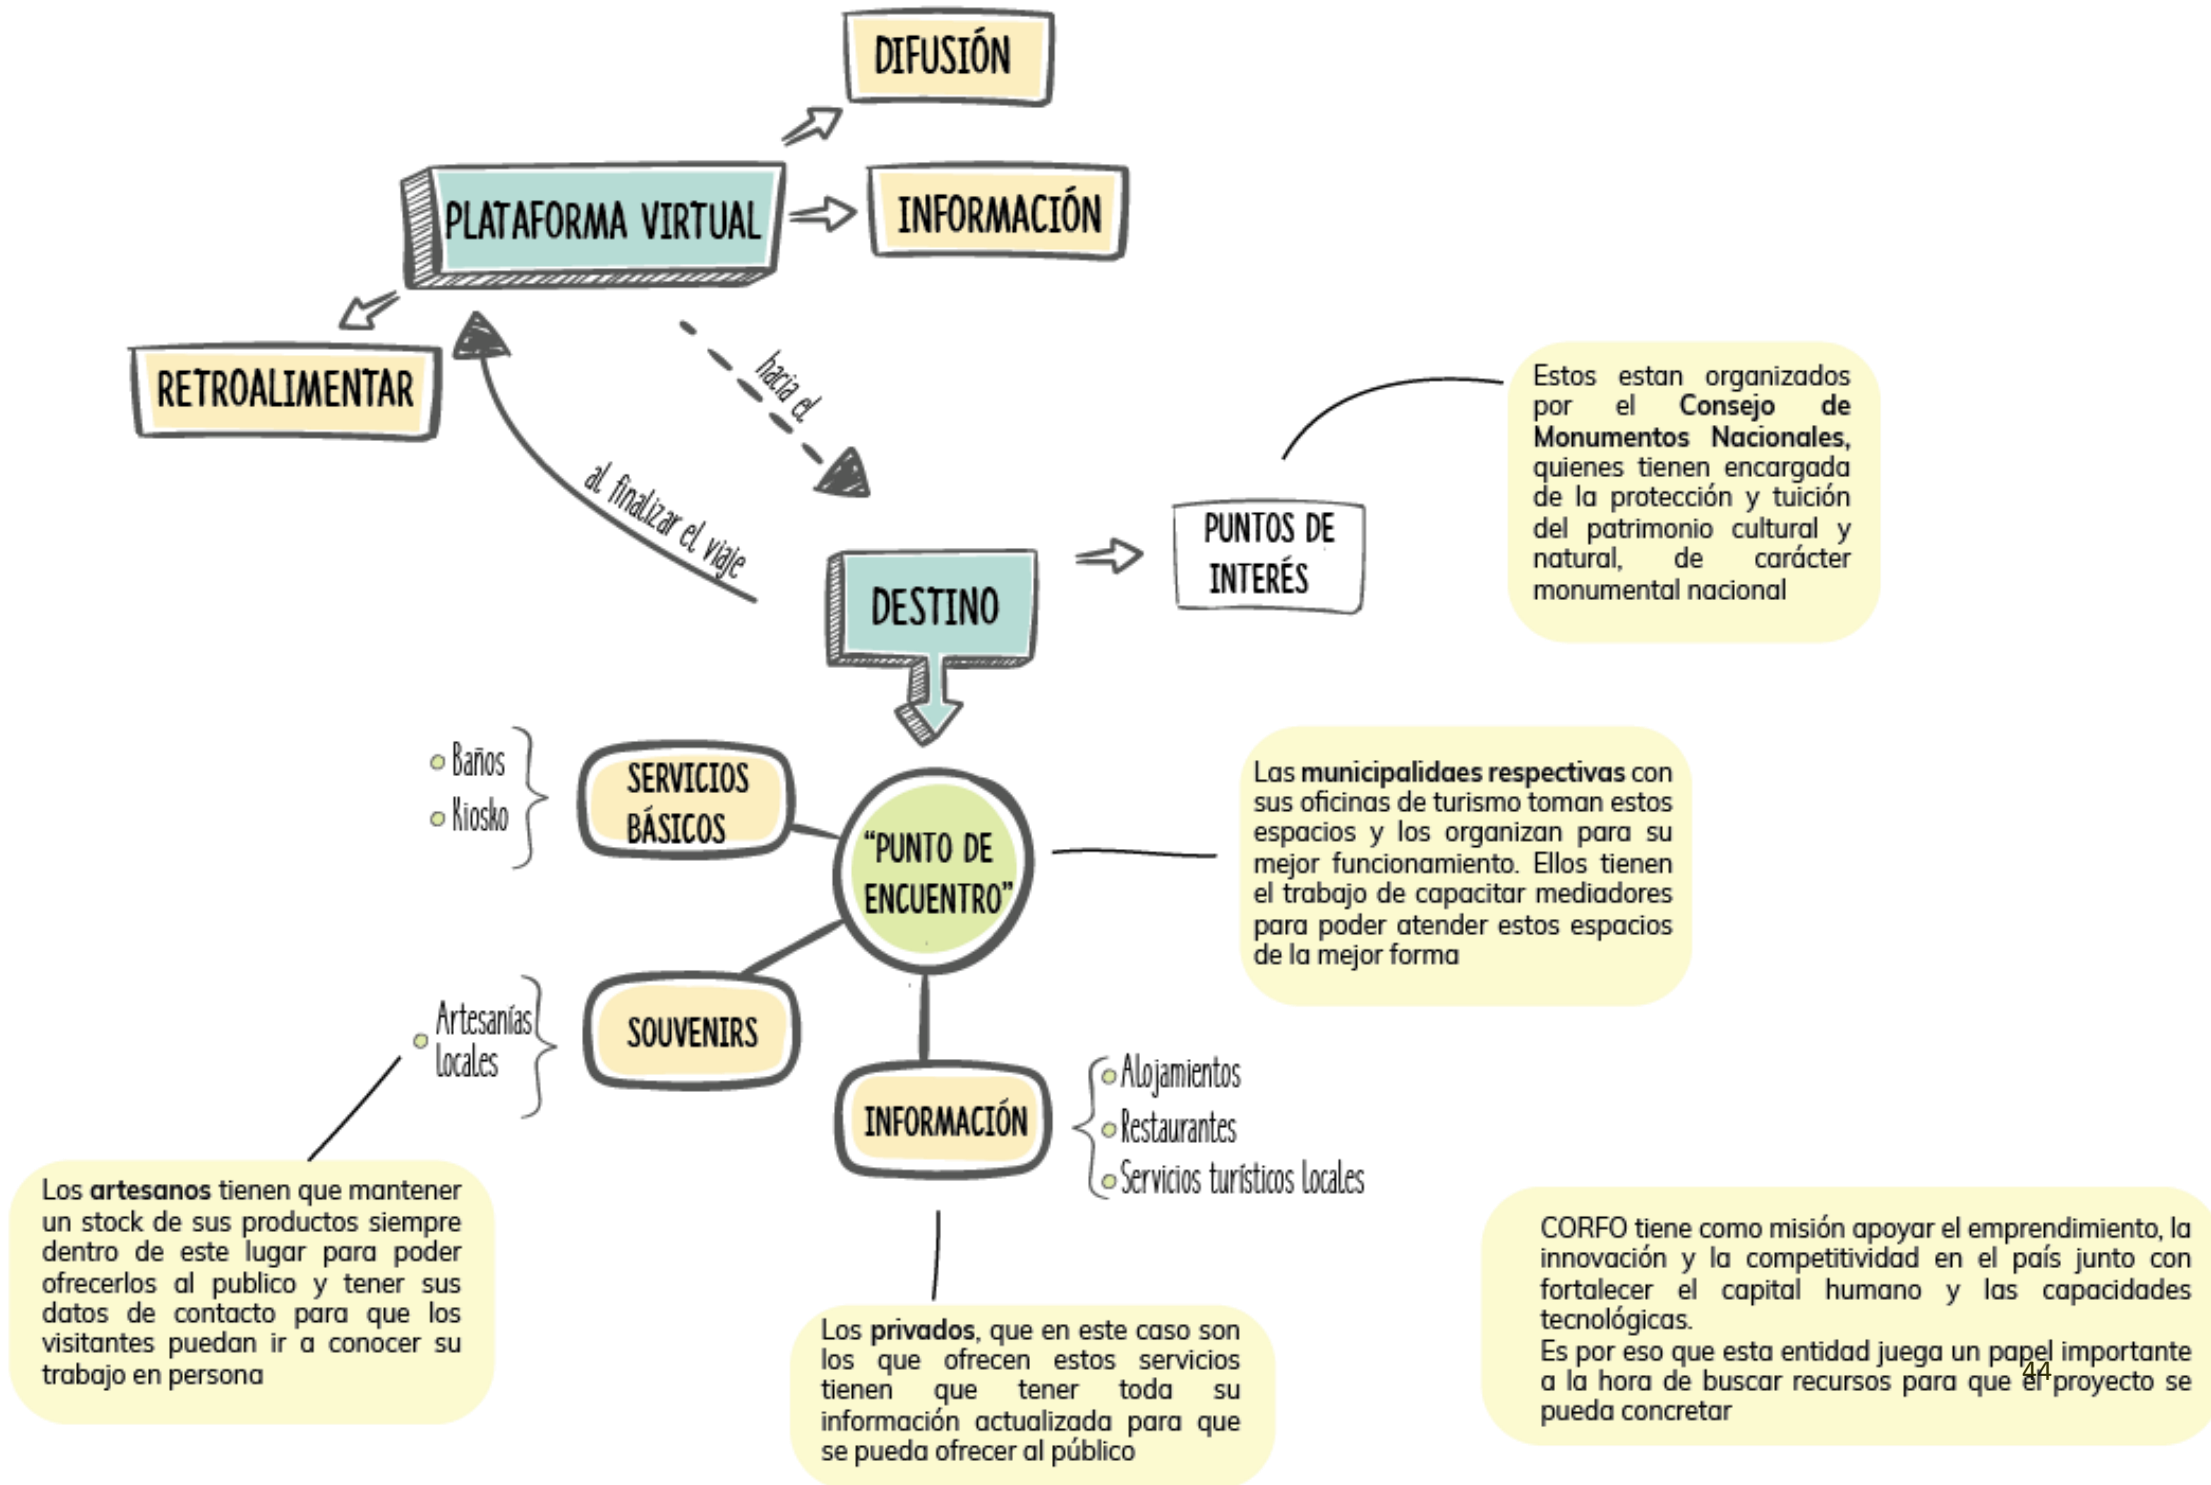 DIFUSIÓN
PLATAFORMA VIRTUAL
INFORMACIÓN
RETROALIMENTAR
hacia el
al finalizar el viaje
DESTINO
PUNTOS DE
INTERÉS
Estos estan organizados
por el Consejo de
Monumentos Nacionales,
quienes tienen encargada
de la protección y tuición
del patrimonio cultural y
natural, de carácter
monumental nacional
Baños
Kiosko
SERVICIOS
BÁSICOS
“PUNTO DE
ENCUENTRO”
Las municipalidaes respectivas con
sus oficinas de turismo toman estos
espacios y los organizan para su
mejor funcionamiento. Ellos tienen
el trabajo de capacitar mediadores
para poder atender estos espacios
de la mejor forma
Artesanías
locales
SOUVENIRS
INFORMACIÓN
Alojamientos
Restaurantes
Servicios turísticos locales
Los artesanos tienen que mantener
un stock de sus productos siempre
dentro de este lugar para poder
ofrecerlos al publico y tener sus
datos de contacto para que los
visitantes puedan ir a conocer su
trabajo en persona
Los privados, que en este caso son
los que ofrecen estos servicios
tienen que tener toda su
información actualizada para que
se pueda ofrecer al público
CORFO tiene como misión apoyar el emprendimiento, la
innovación y la competitividad en el país junto con
fortalecer el capital humano y las capacidades
tecnológicas.
Es por eso que esta entidad juega un papel importante
a la hora de buscar recursos para que el proyecto se
pueda concretar
44